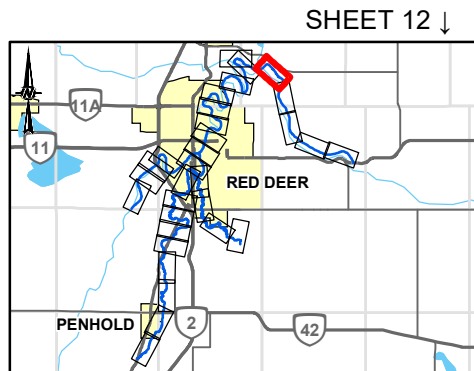 SHEET 12 ↓
11A
11
RED DEER
PENHOLD
2
42